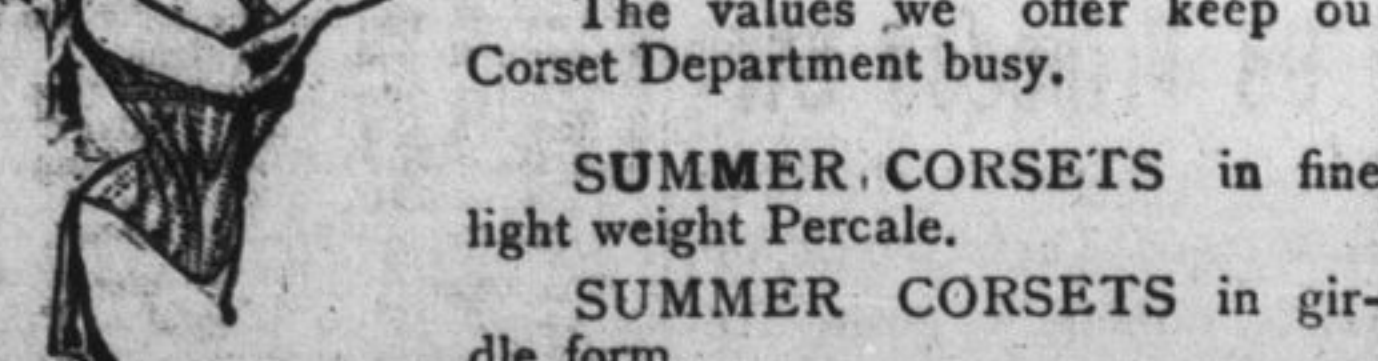 The values we offer keep ou
Corset Department busy.
SUMMER CORSETS in fine
light weight Percale.
SUMMER CORSETS in gir-
dle form